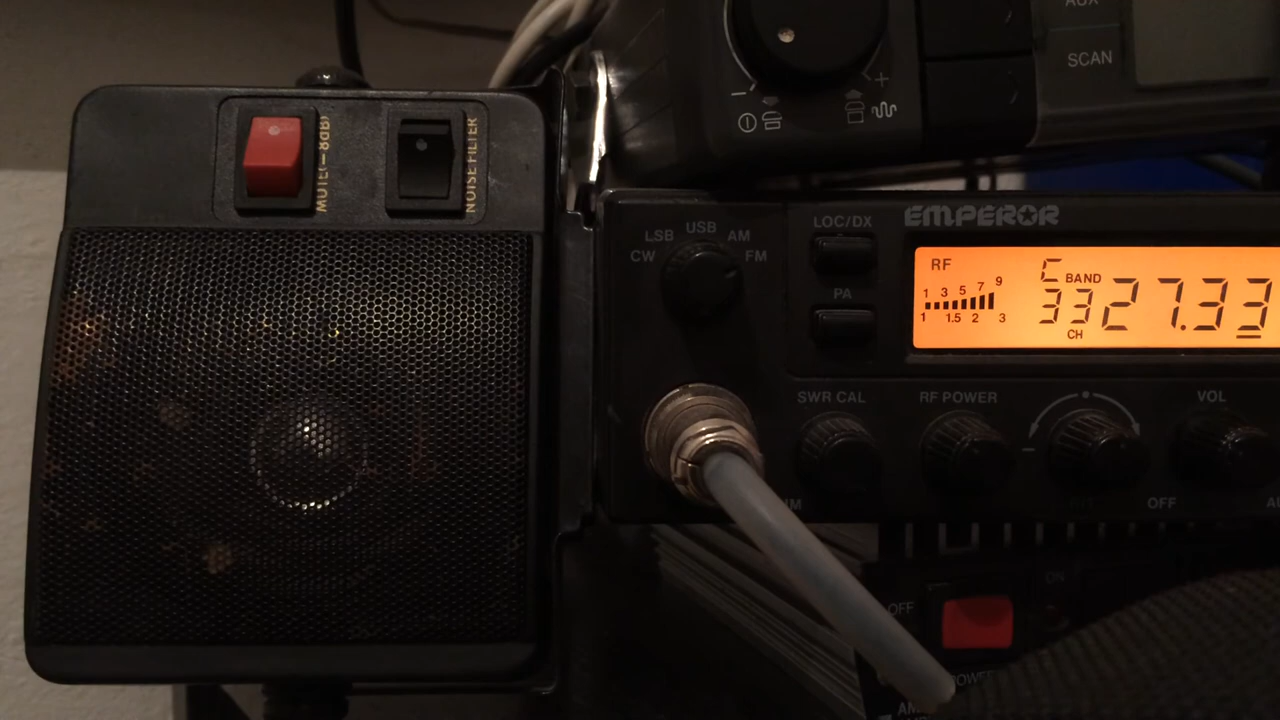 AUX
SCAN
MUTE(-8dB)
NOISE FILTER
EMPEROR
LOC/DX
LSB USB AM
CW FM
PA
RF
1 3 5 7 9
1 1.5 2 3
C BAND
33 27.33
CH
SWR CAL
RF POWER
VOL
OFF
ON
OFF
POWER